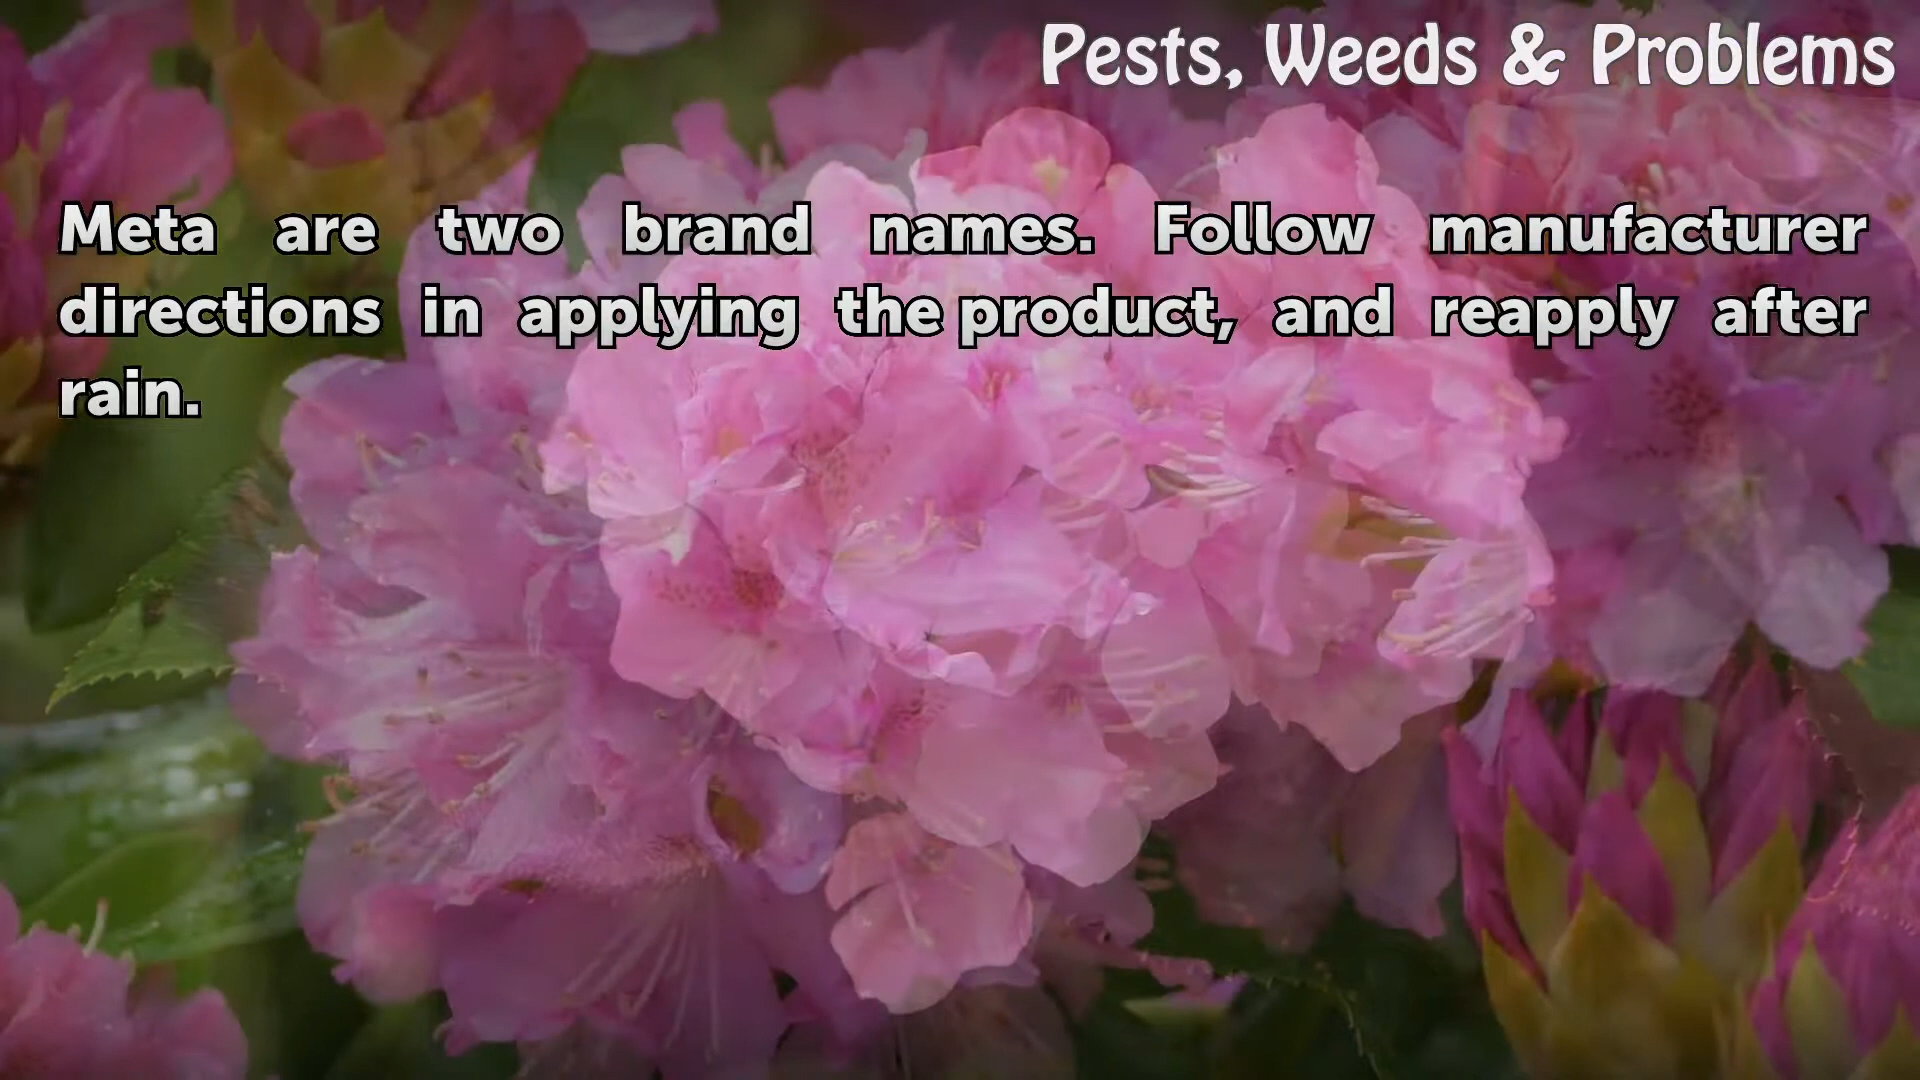 Pests, Weeds & Problems
Meta are two brand names. Follow manufacturer
directions in applying the product, and reapply after
rain.